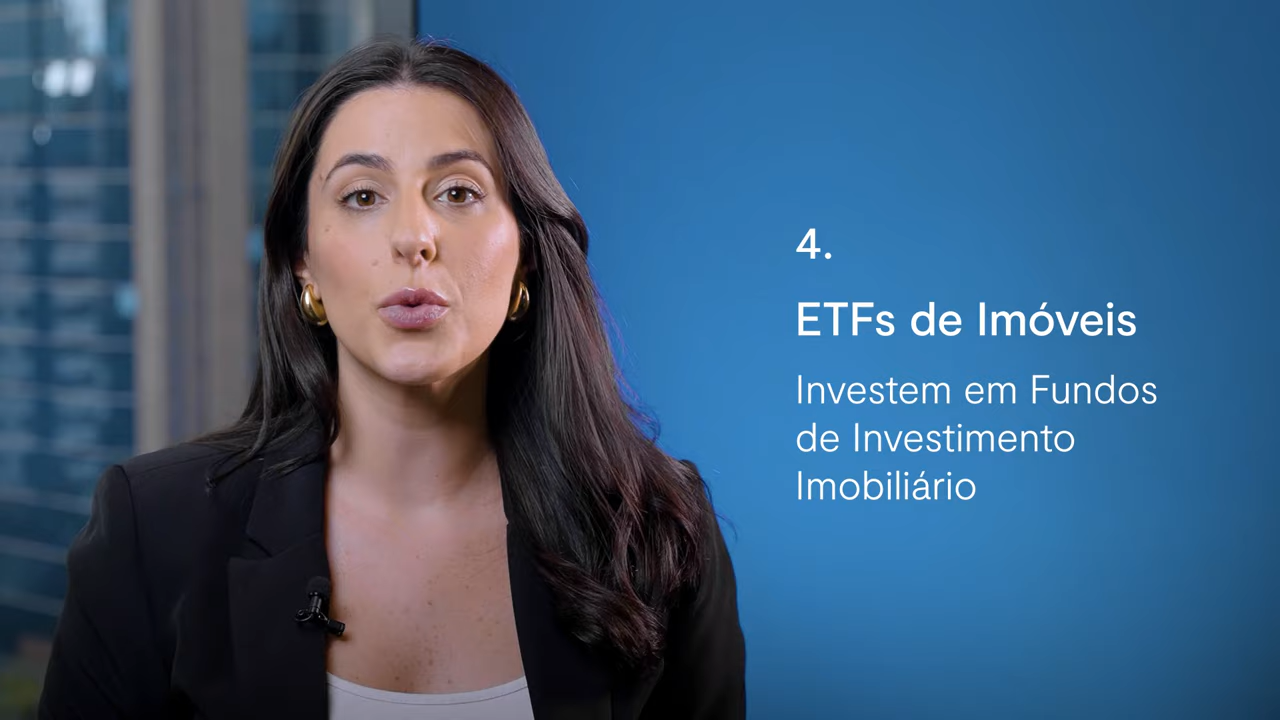 4.
ETFs de Imóveis
Investem em Fundos
de Investimento
Imobiliário